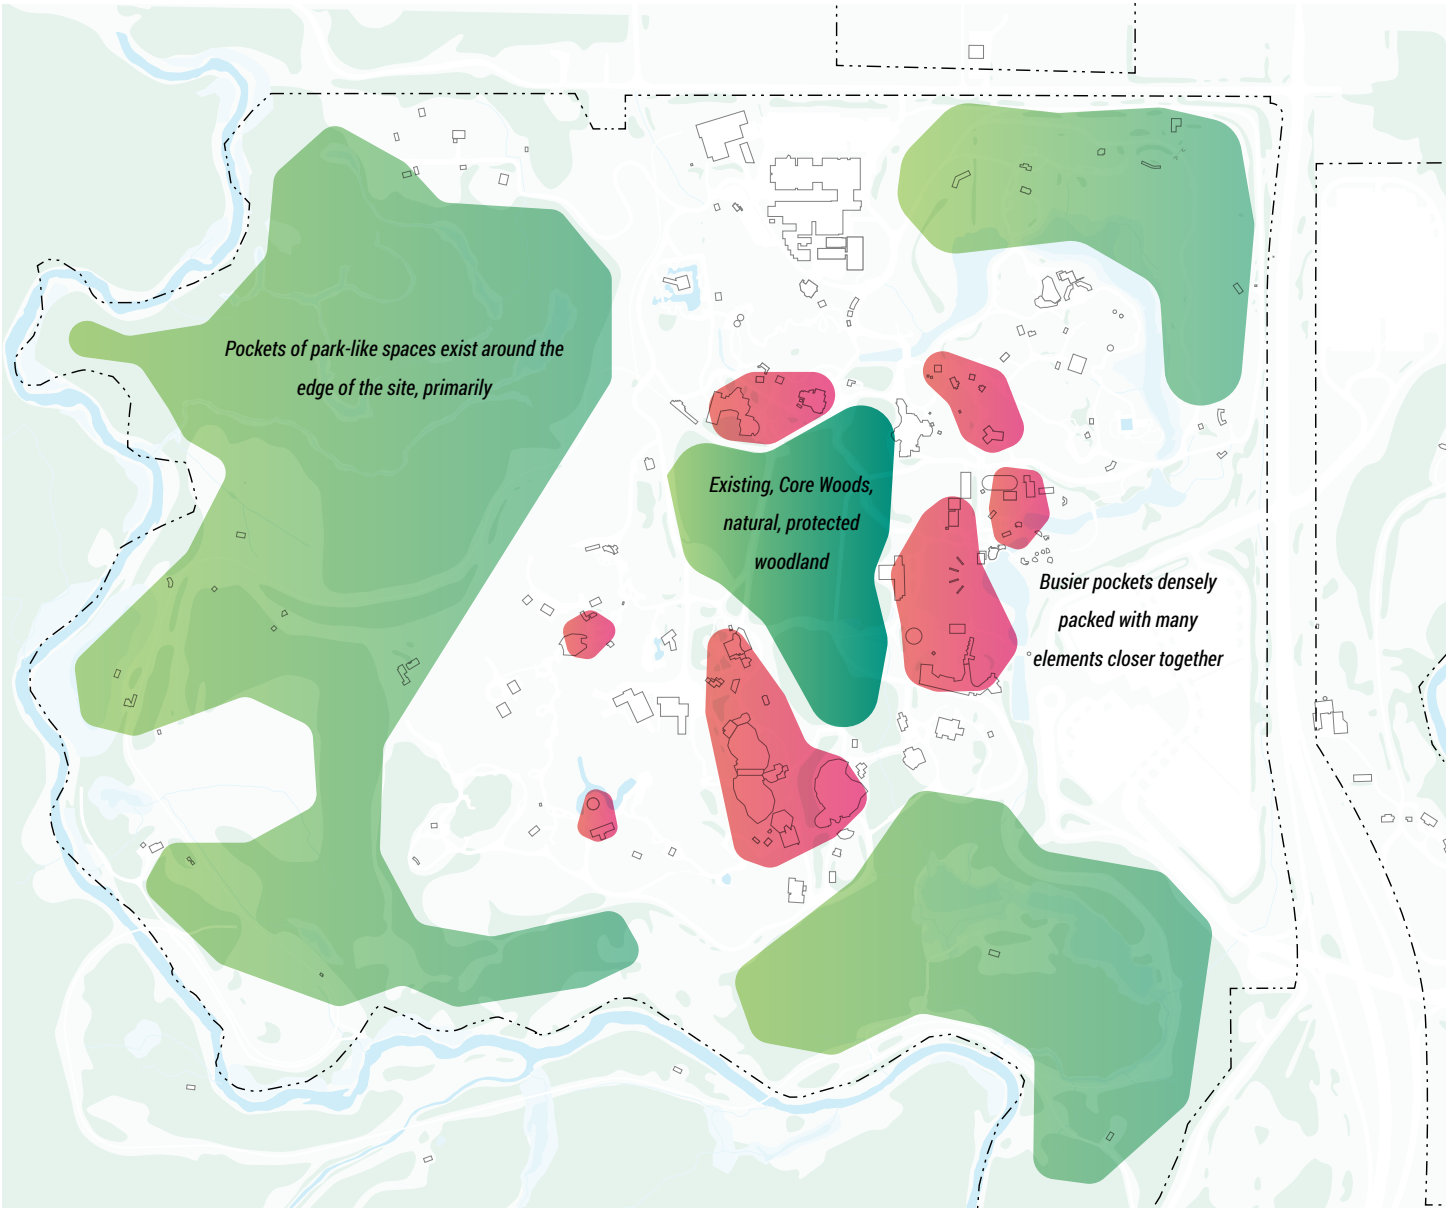 Pockets of park-like spaces exist around the
edge of the site, primarily
Existing, Core Woods,
natural, protected
woodland
Busier pockets densely
packed with many
elements closer together